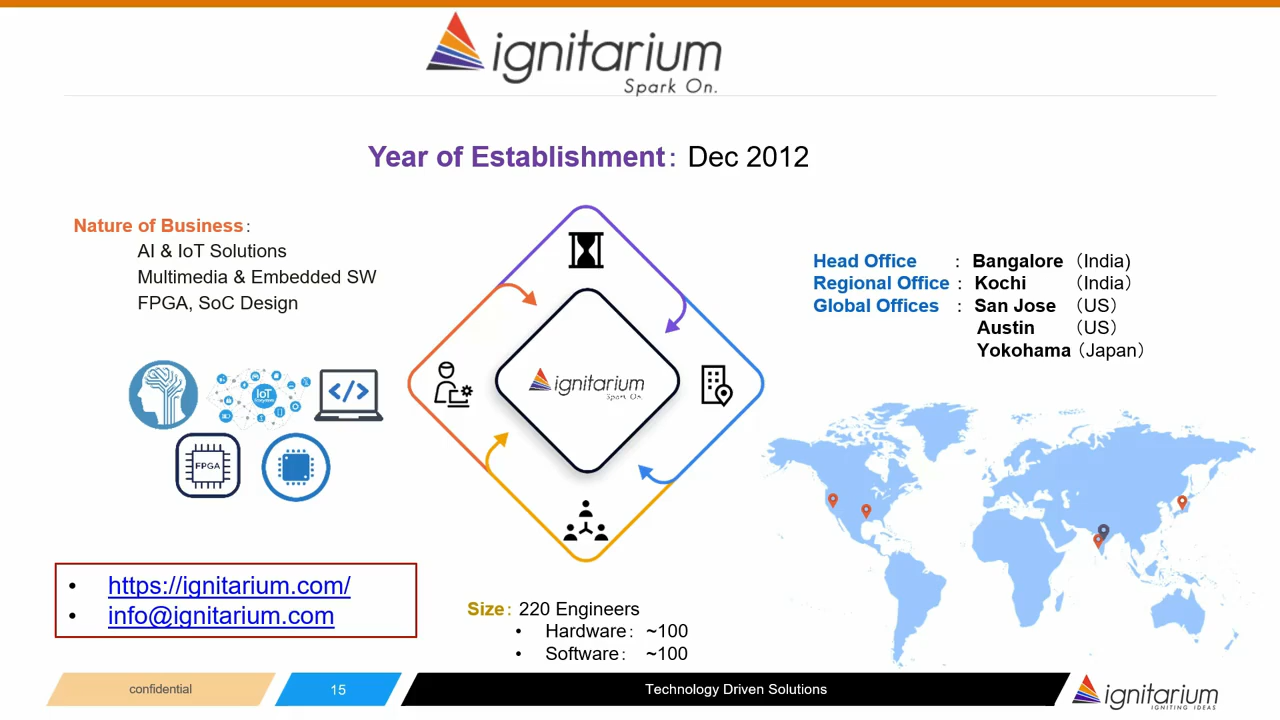 ignitarium
Spark On.
Year of Establishment： Dec 2012
Nature of Business：
AI & IoT Solutions
Multimedia & Embedded SW
FPGA, SoC Design
Head Office ： Bangalore （India)
Regional Office ： Kochi （India）
Global Offices ： San Jose （US）
Austin （US）
Yokohama （Japan）
IoT
</>
FPGA
ignitarium
Spark On.
• https://ignitarium.com/
• info@ignitarium.com
Size： 220 Engineers
• Hardware： ~100
• Software： ~100
confidential
15
Technology Driven Solutions
ignitarium
IGNITING IDEAS